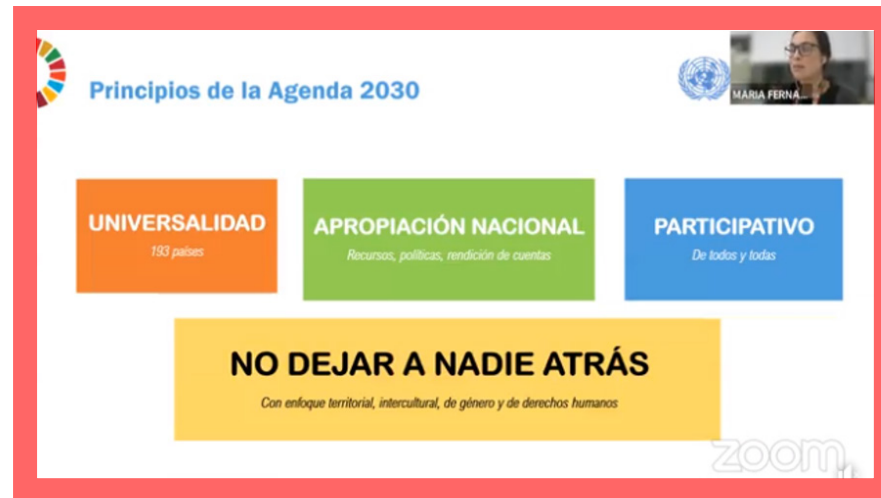 Principios de la Agenda 2030
MARIA FERNA...
UNIVERSALIDAD
193 países
APROPIACIÓN NACIONAL
Recursos, políticas, rendición de cuentas
PARTICIPATIVO
De todos y todas
NO DEJAR A NADIE ATRÁS
Con enfoque territorial, intercultural, de género y de derechos humanos
zoom